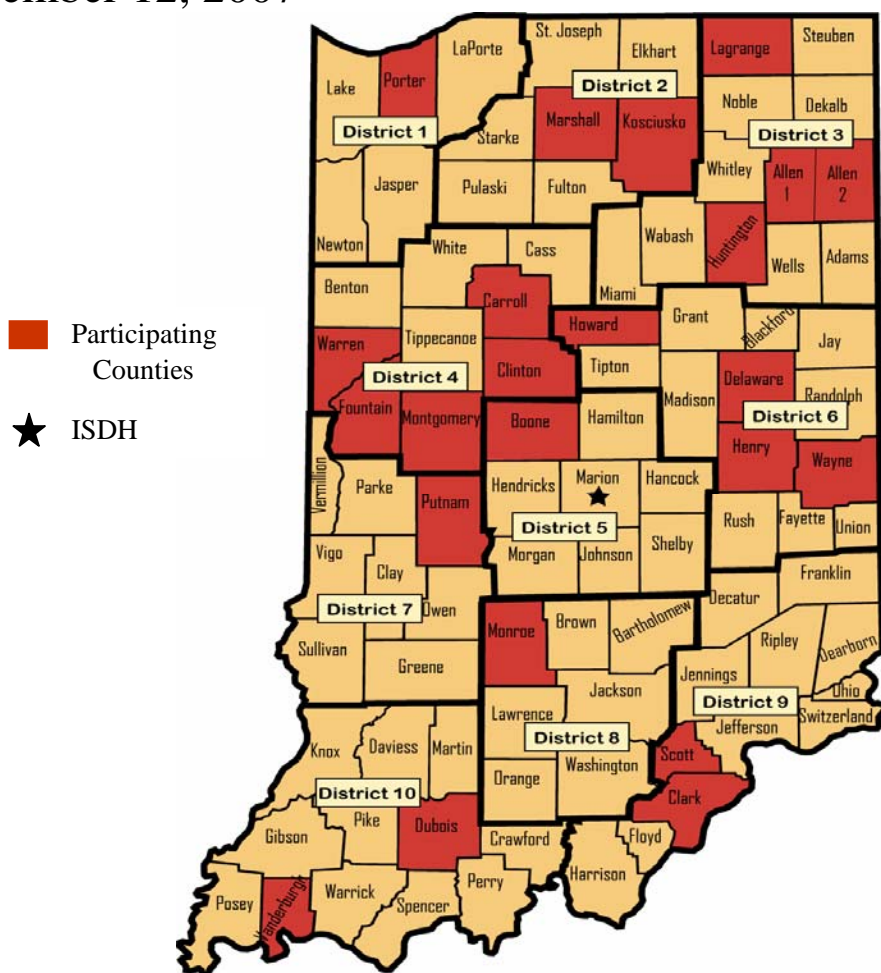 St. Joseph
LaPorte
Elkhart
Lagrange
Steuben
Lake
Porter
District 2
Noble
Dekalb
District 1
Marshall
Kosciusko
District 3
Starke
Whitley
Allen 1
Allen 2
Jasper
Pulaski
Fulton
Newton
Wabash
Huntington
Wells
Adams
White
Cass
Miami
Benton
Carroll
Grant
Blackford
Jay
Participating
Counties
Warren
Tippecanoe
Howard
Clinton
Tipton
District 4
Madison
Delaware
Randolph
Fountain
Montgomery
Boone
Hamilton
District 6
ISDH
Henry
Wayne
Vermillion
Parke
Putnam
Hendricks
Marion
Hancock
District 5
Rush
Fayette
Union
Vigo
Clay
Morgan
Johnson
Shelby
Franklin
District 7
Owen
Decatur
Monroe
Brown
Bartholomew
Ripley
Dearborn
Sullivan
Greene
Jennings
Ohio
Jackson
District 9
Switzerland
Lawrence
Jefferson
Knox
Daviess
Martin
District 8
Scott
Orange
Washington
District 10
Clark
Pike
Dubois
Gibson
Crawford
Floyd
Harrison
Posey
Vanderburgh
Warrick
Spencer
Perry